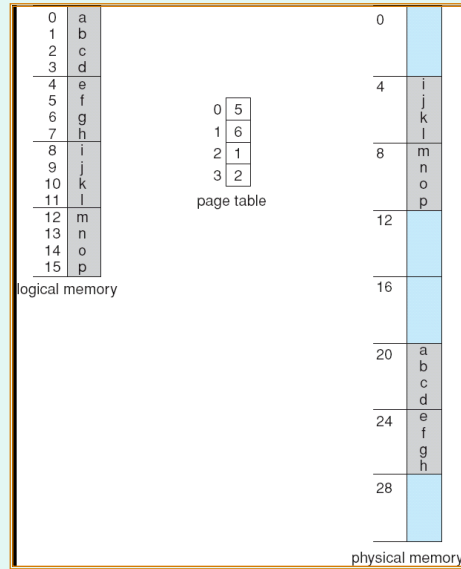 0 a
1 b
2 c
3 d
4 e
5 f
6 g
7 h
8 i
9 j
10 k
11 l
12 m
13 n
14 o
15 p
logical memory
0 5
1 6
2 1
3 2
page table
0
4 i
j
k
l
8 m
n
o
p
12
16
20 a
b
c
d
24 e
f
g
h
28
physical memory